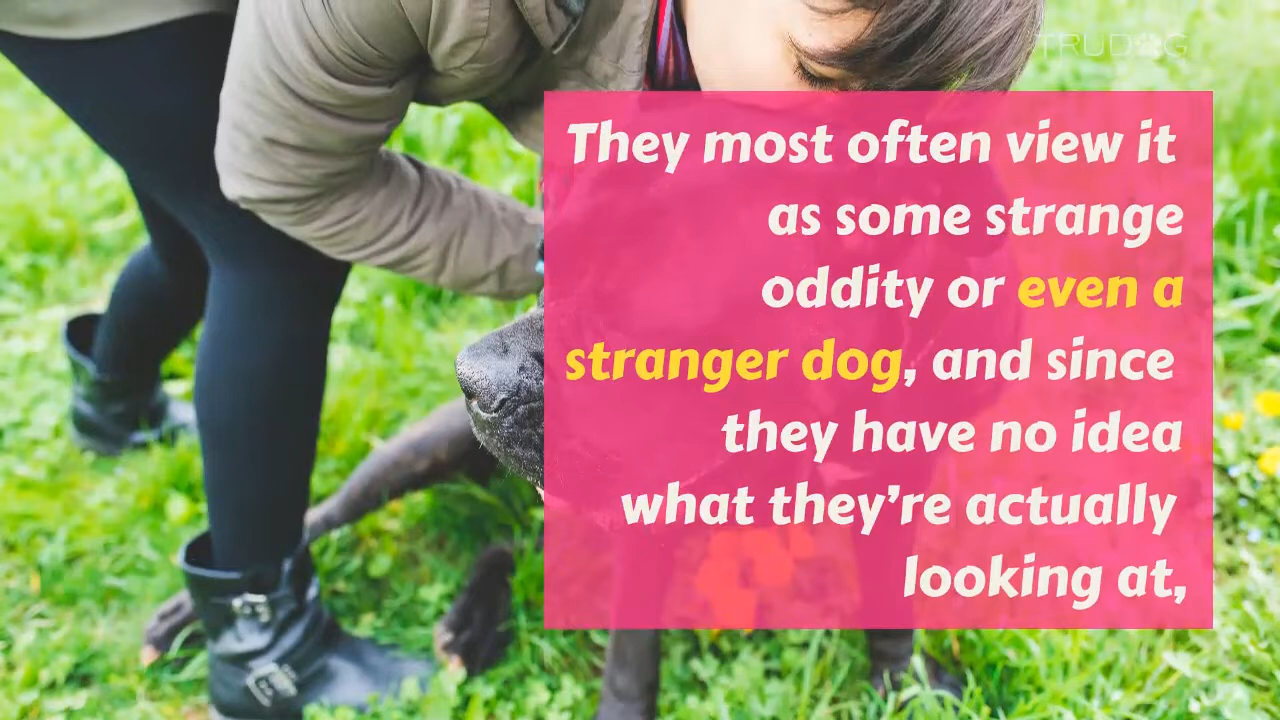 TRUDOG
They most often view it
as some strange
oddity or even a
stranger dog, and since
they have no idea
what they’re actually
looking at,